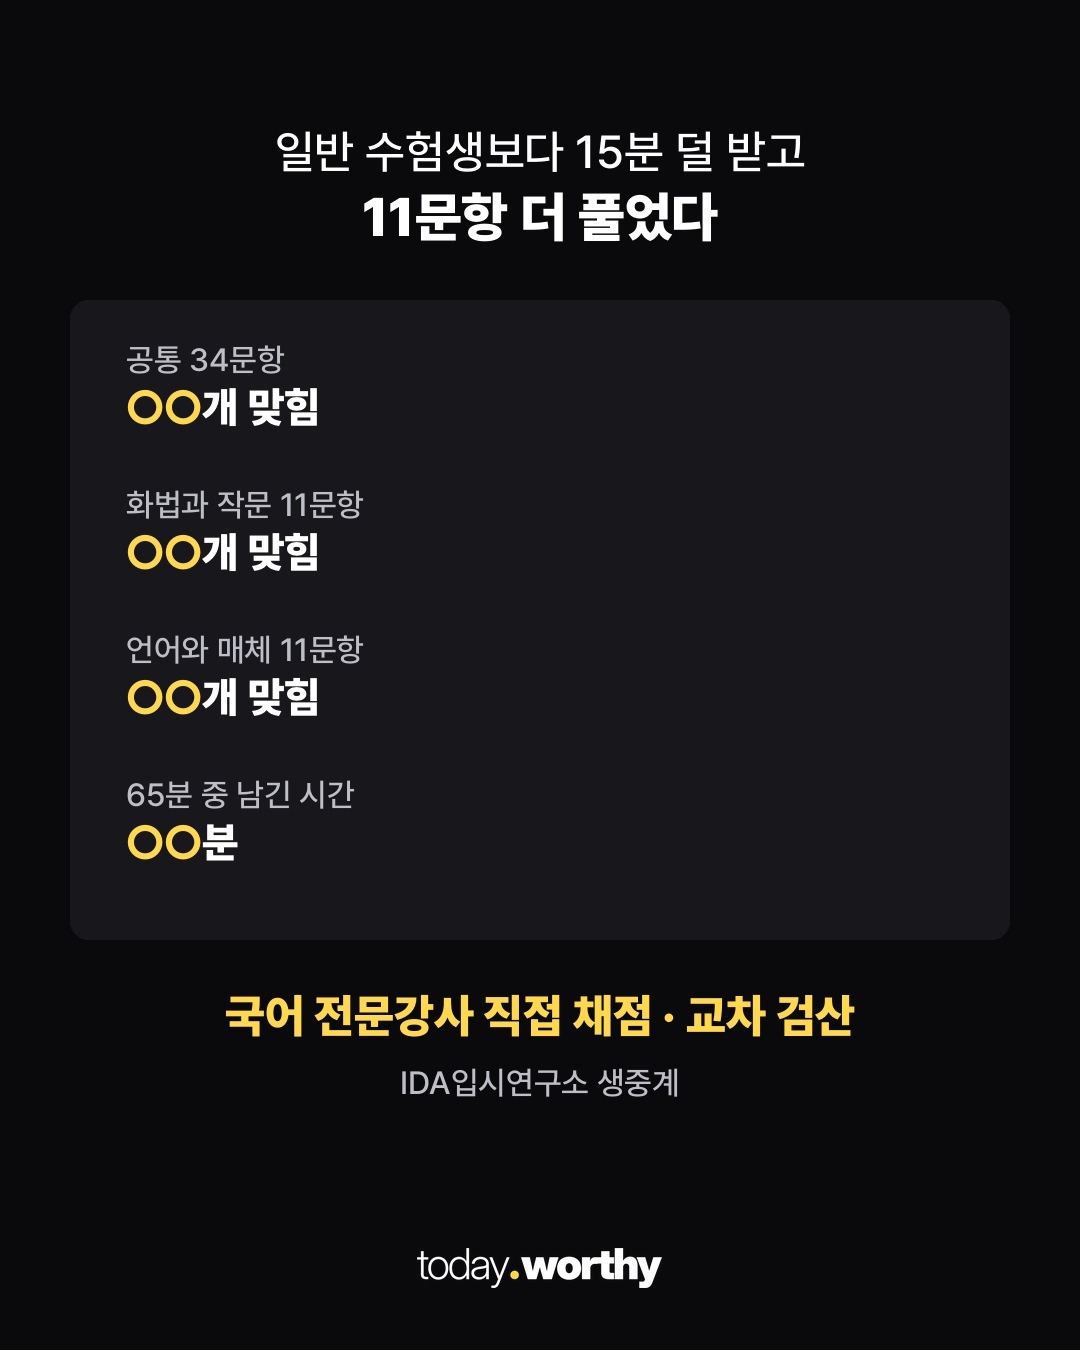 일반 수험생보다 15분 덜 받고
11문항 더 풀었다
공통 34문항
○○개 맞힘
화법과 작문 11문항
○○개 맞힘
언어와 매체 11문항
○○개 맞힘
65분 중 남긴 시간
○○분
국어 전문강사 직접 채점 · 교차 검산
IDA입시연구소 생중계
today.worthy